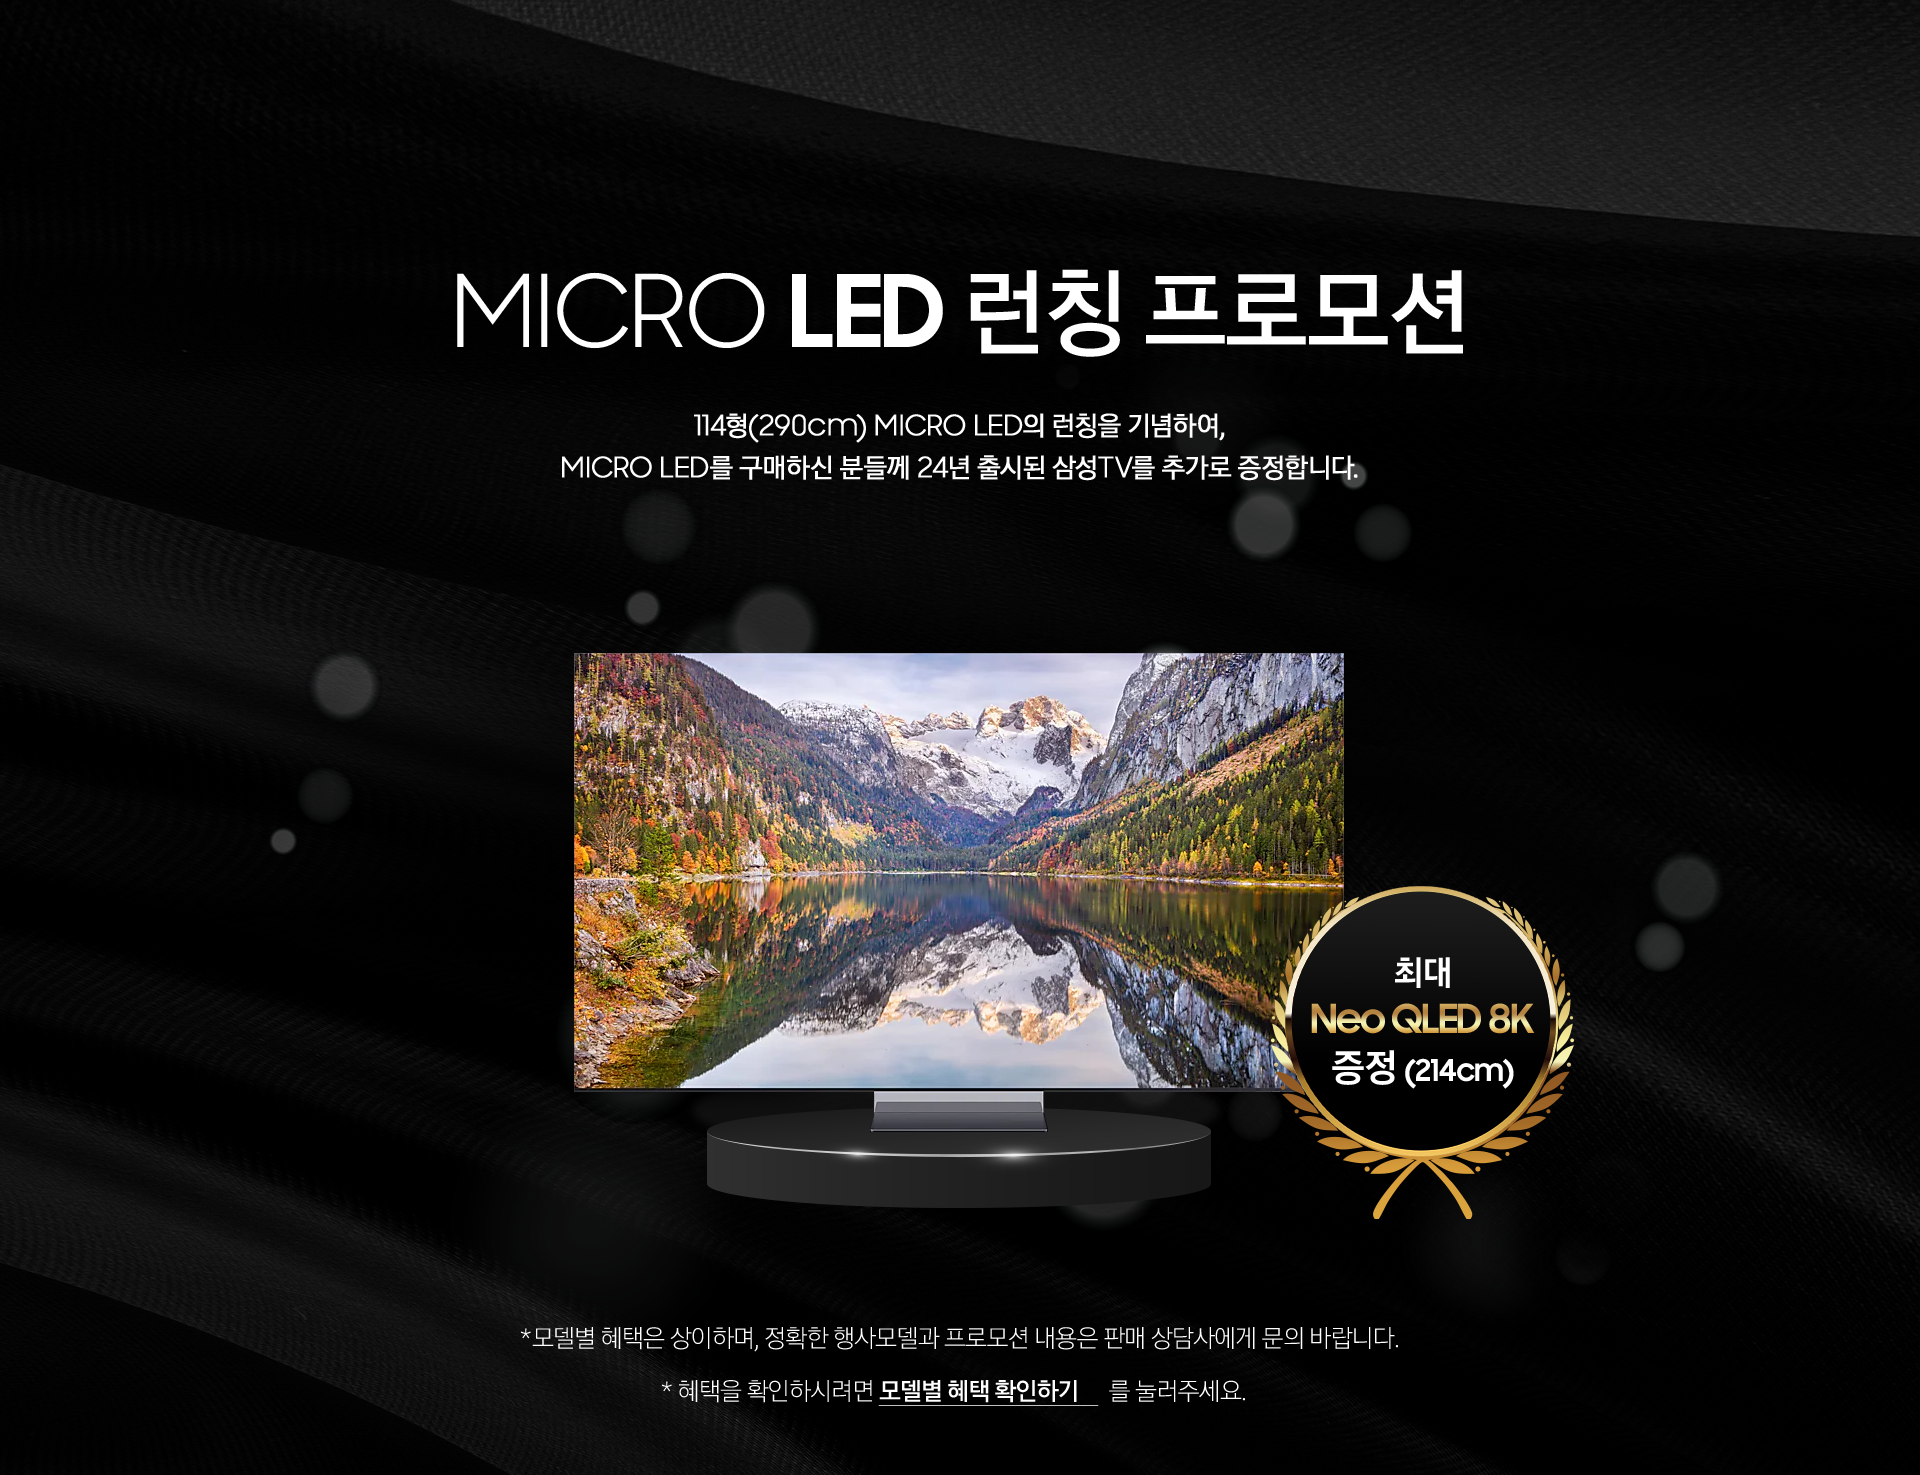 MICRO LED 런칭 프로모션
114형(290cm) MICRO LED의 런칭을 기념하여,
MICRO LED를 구매하신 분들께 24년 출시된 삼성TV를 추가로 증정합니다.
최대
Neo QLED 8K
증정 (214cm)
*모델별 혜택은 상이하며, 정확한 행사모델과 프로모션 내용은 판매 상담사에게 문의 바랍니다.
* 혜택을 확인하시려면 모델별 혜택 확인하기 를 눌러주세요.